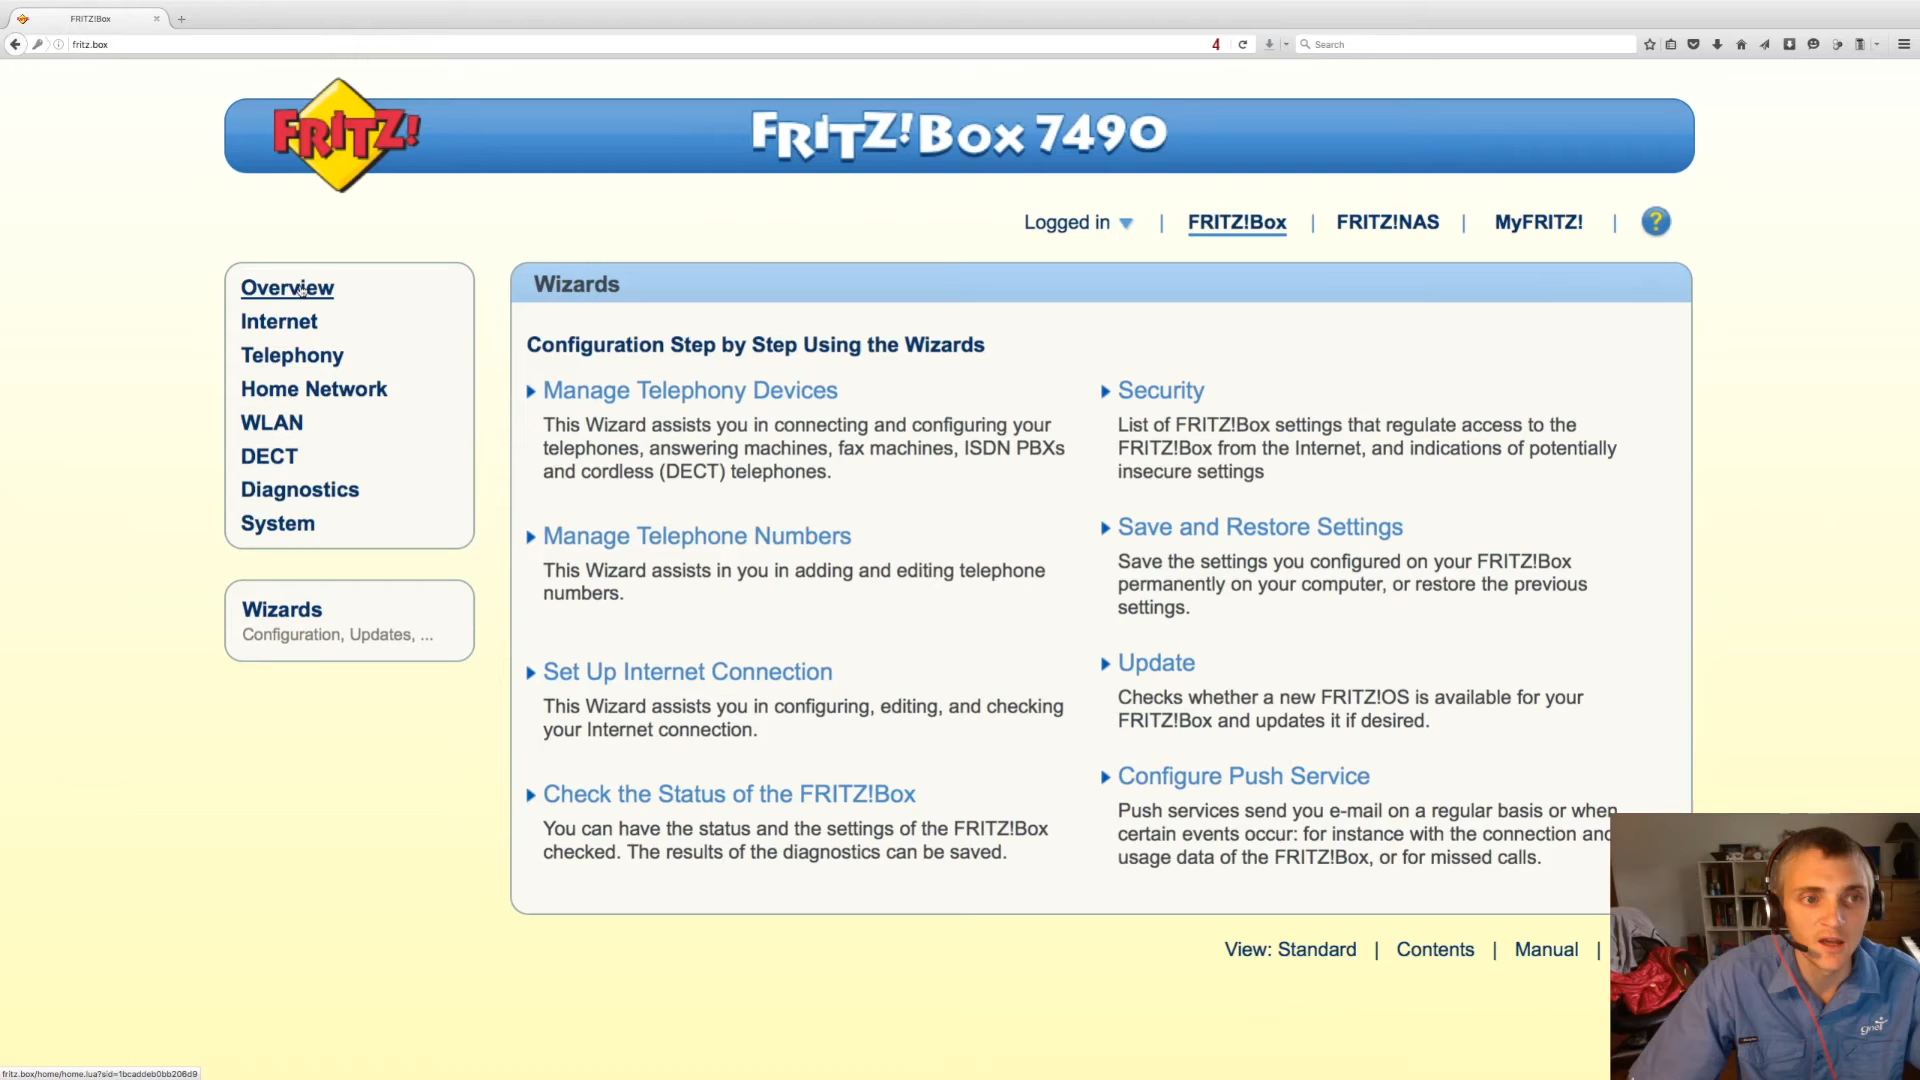 FRITZ!Box
fritz.box
4
Search
FRITZ!
FRITZ!Box 7490
Logged in | FRITZ!Box | FRITZ!NAS | MyFRITZ! | ?
Overview
Internet
Telephony
Home Network
WLAN
DECT
Diagnostics
System
Wizards
Configuration, Updates, ...
Wizards
Configuration Step by Step Using the Wizards
Manage Telephony Devices
This Wizard assists you in connecting and configuring your
telephones, answering machines, fax machines, ISDN PBXs
and cordless (DECT) telephones.
Manage Telephone Numbers
This Wizard assists in you in adding and editing telephone
numbers.
Set Up Internet Connection
This Wizard assists you in configuring, editing, and checking
your Internet connection.
Check the Status of the FRITZ!Box
You can have the status and the settings of the FRITZ!Box
checked. The results of the diagnostics can be saved.
Security
List of FRITZ!Box settings that regulate access to the
FRITZ!Box from the Internet, and indications of potentially
insecure settings
Save and Restore Settings
Save the settings you configured on your FRITZ!Box
permanently on your computer, or restore the previous
settings.
Update
Checks whether a new FRITZ!OS is available for your
FRITZ!Box and updates it if desired.
Configure Push Service
Push services send you e-mail on a regular basis or when
certain events occur: for instance with the connection and
usage data of the FRITZ!Box, or for missed calls.
View: Standard | Contents | Manual |
gnet
fritz.box/home/home.lua?sid=1bcaddeb0bb206d9